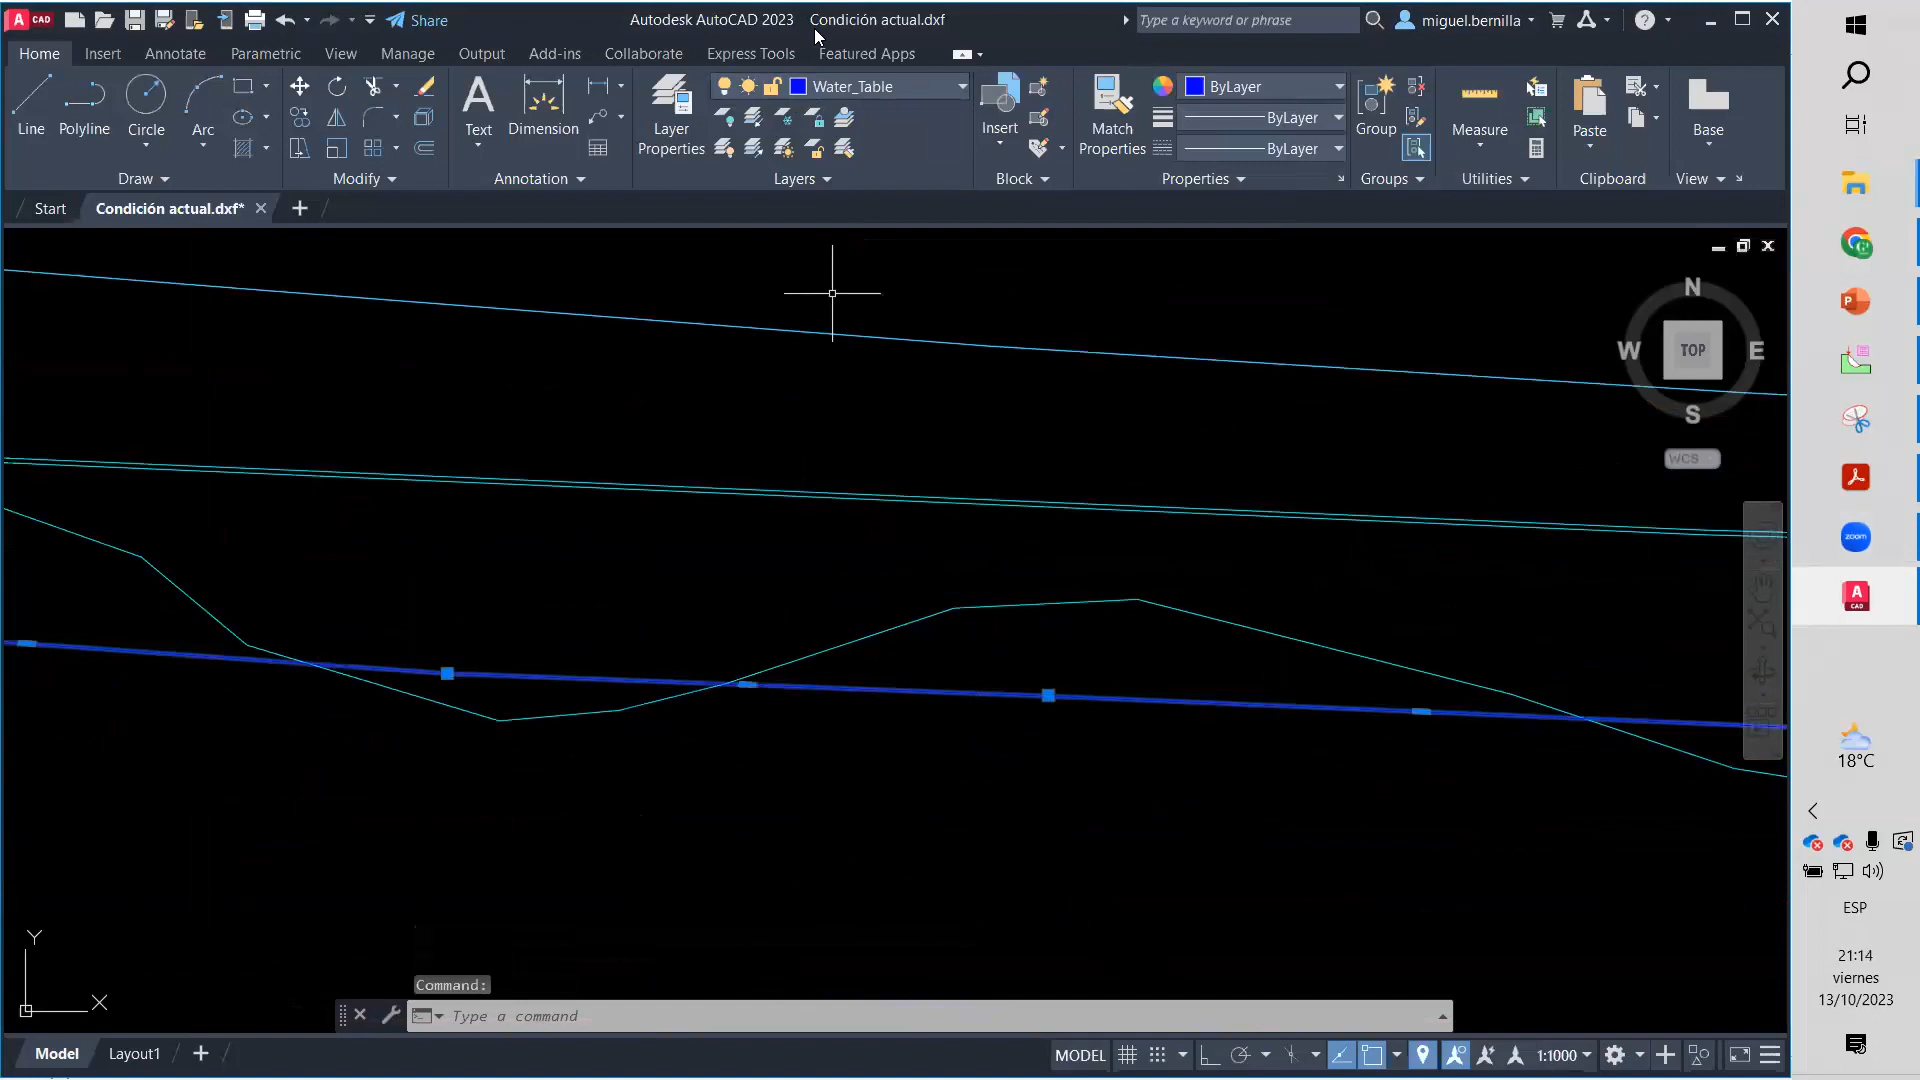 A CAD
Share
Autodesk AutoCAD 2023 Condición actual.dxf
Type a keyword or phrase
miguel.bernilla
Home Insert Annotate Parametric View Manage Output Add-ins Collaborate Express Tools Featured Apps
Line Polyline Circle Arc
Draw
Modify
Text Dimension
Annotation
Layer Properties
Water_Table
Layers
Insert
Block
Match Properties
ByLayer
ByLayer
ByLayer
Properties
Group
Groups
Measure
Utilities
Paste
Clipboard
Base
View
Start Condición actual.dxf*
N
W TOP E
S
WCS
Y
X
Command:
Type a command
Model Layout1
MODEL
1:1000
zoom
A CAD
18°C
ESP
21:14
viernes
13/10/2023